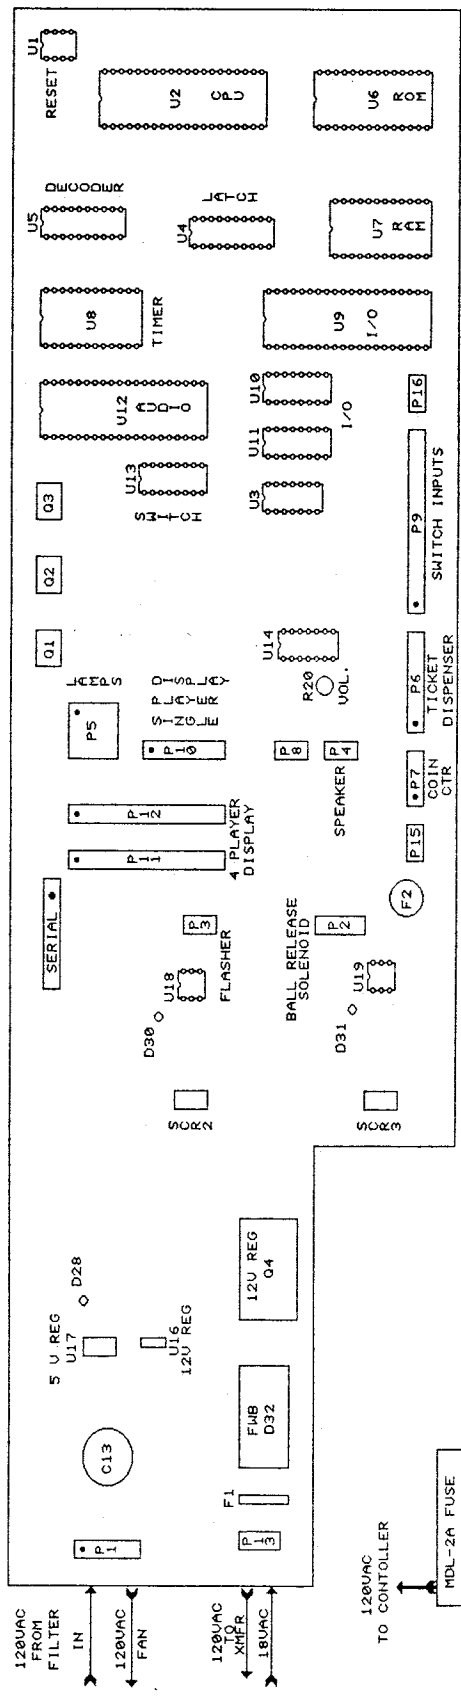 U1
RESET
U2
CPU
U6
ROM
U5
DECODER
U4
LATCH
U7
RAM
U8
TIMER
U9
I/O
U12
AUDIO
U10
U11
I/O
P16
U13
SWITCH
U3
Q3
Q2
Q1
P9
SWITCH INPUTS
U14
R20
VOL.
P6
TICKET
DISPENSER
LAMPS
P5
SINGLE
PLAYER
DISPLAY
P10
P8
P4
SPEAKER
P7
COIN
CTR
P12
P11
4 PLAYER
DISPLAY
P15
SERIAL
F2
P3
FLASHER
U18
D30
BALL RELEASE
SOLENOID
P2
U19
D31
SCR2
SCR3
D28
5 V REG
U17
U16
12V REG
12V REG
Q4
C13
FWB
D32
F1
P1
P13
120VAC
FROM
FILTER
IN
120VAC
FAN
120VAC
TO
XMFR
18VAC
120VAC
TO CONTOLLER
MDL-2A FUSE